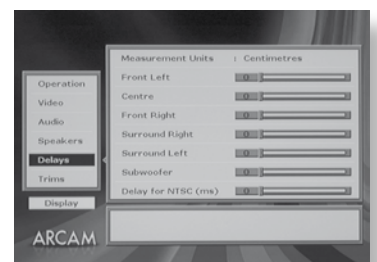 Operation
Video
Audio
Speakers
Delays
Trims
Display
Measurement Units : Centimetres
Front Left 0
Centre 0
Front Right 0
Surround Right 0
Surround Left 0
Subwoofer 0
Delay for NTSC (ms) 0
ARCAM